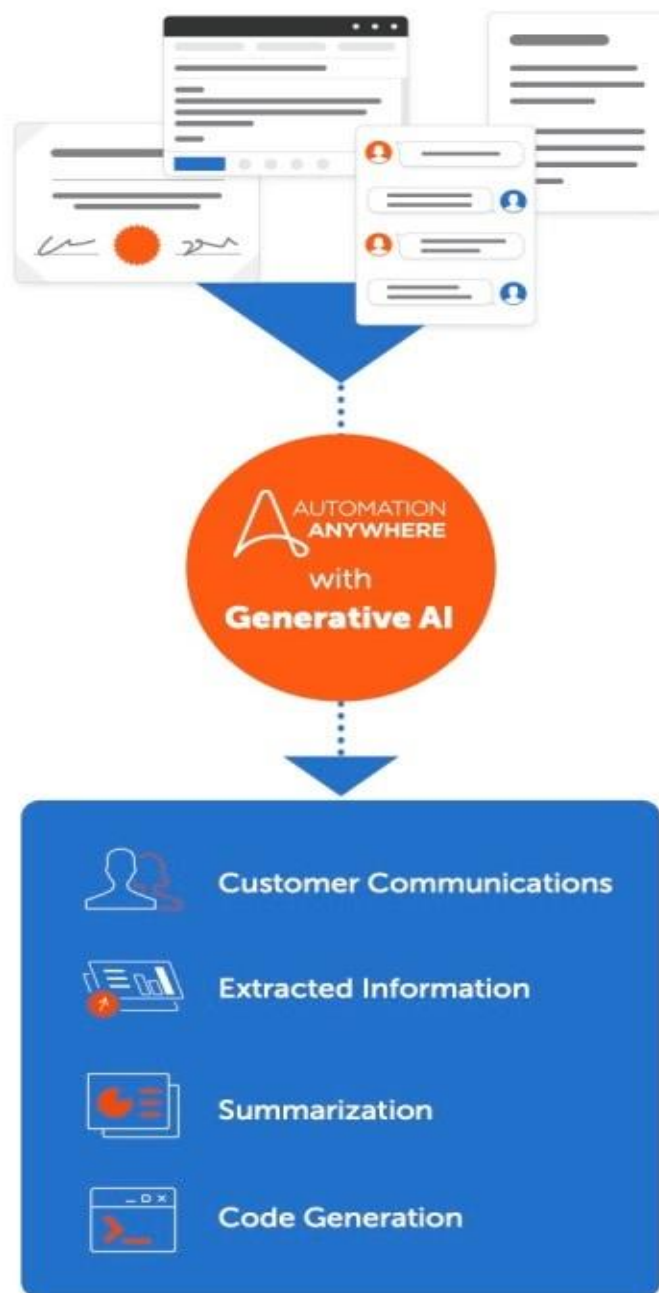 AUTOMATION
ANYWHERE
with
Generative AI
Customer Communications
Extracted Information
Summarization
Code Generation